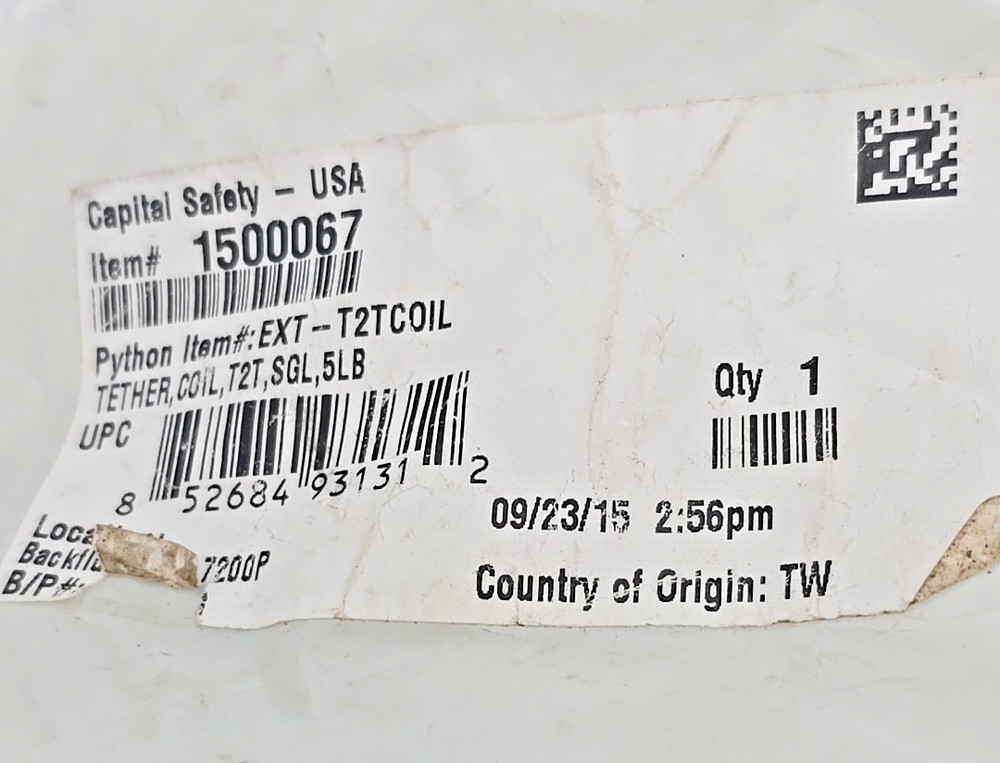 Capital Safety - USA
Item# 1500067
Python Item#:EXT-T2TCOIL
TETHER,COIL,T2T,SGL,5LB
UPC
8 52684 93131 2
Qty 1
09/23/15 2:56pm
7200P
B/P#:
Country of Origin: TW